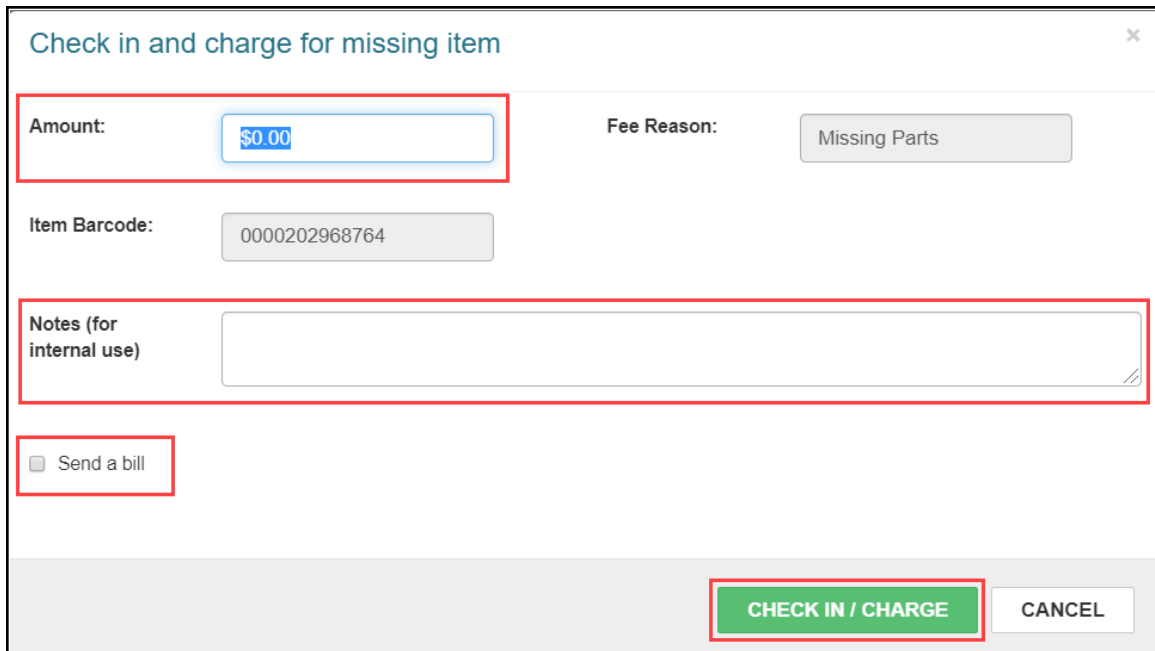 Check in and charge for missing item
×
Amount: $0.00 Fee Reason: Missing Parts
Item Barcode: 0000202968764
Notes (for
internal use)
Send a bill
CHECK IN / CHARGE CANCEL